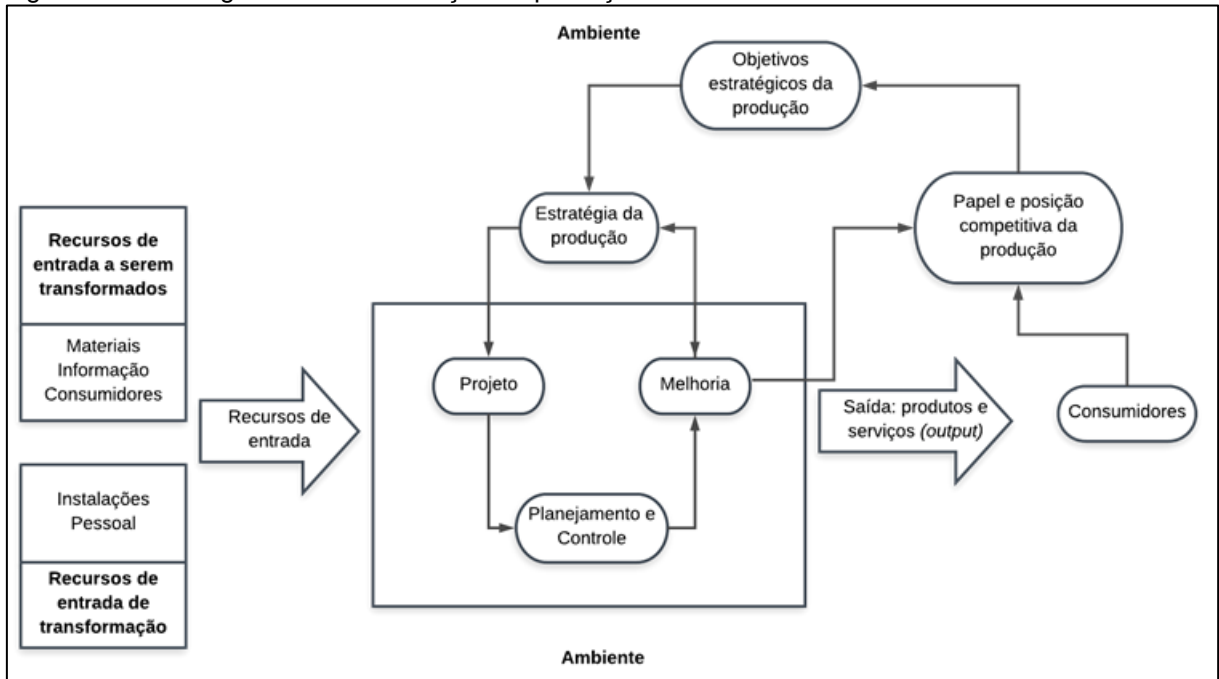 Ambiente
Objetivos
estratégicos da
produção
Estratégia da
produção
Papel e posição
competitiva da
produção
Recursos de
entrada a serem
transformados
Materiais
Informação
Consumidores
Recursos de
entrada
Projeto
Melhoria
Saída: produtos e
serviços (output)
Consumidores
Instalações
Pessoal
Planejamento e
Controle
Recursos de
entrada de
transformação
Ambiente